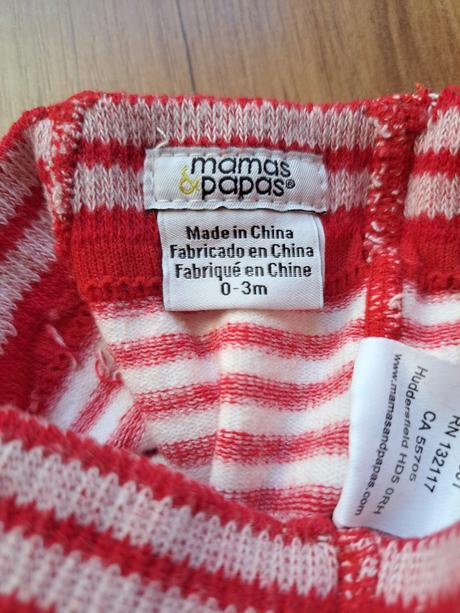 mamas
&papas®
Made in China
Fabricado en China
Fabriqué en Chine
0-3m
www.mamasandpapas.com
Huddersfield HD5 0RH
CA 55705
RN 132117